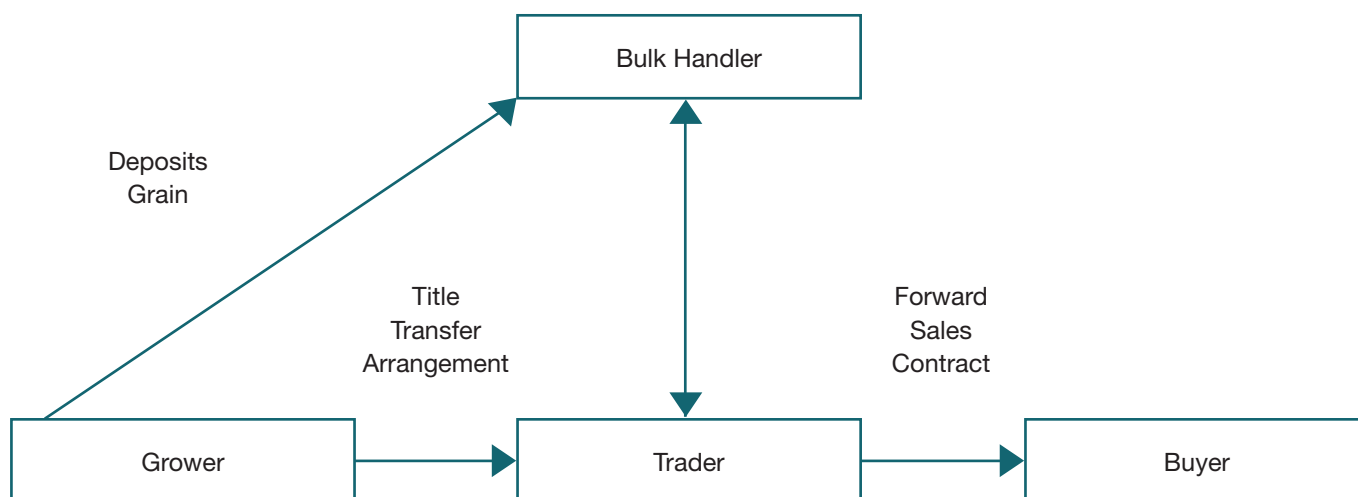 Bulk Handler
Deposits
Grain
Title
Transfer
Arrangement
Forward
Sales
Contract
Grower
Trader
Buyer